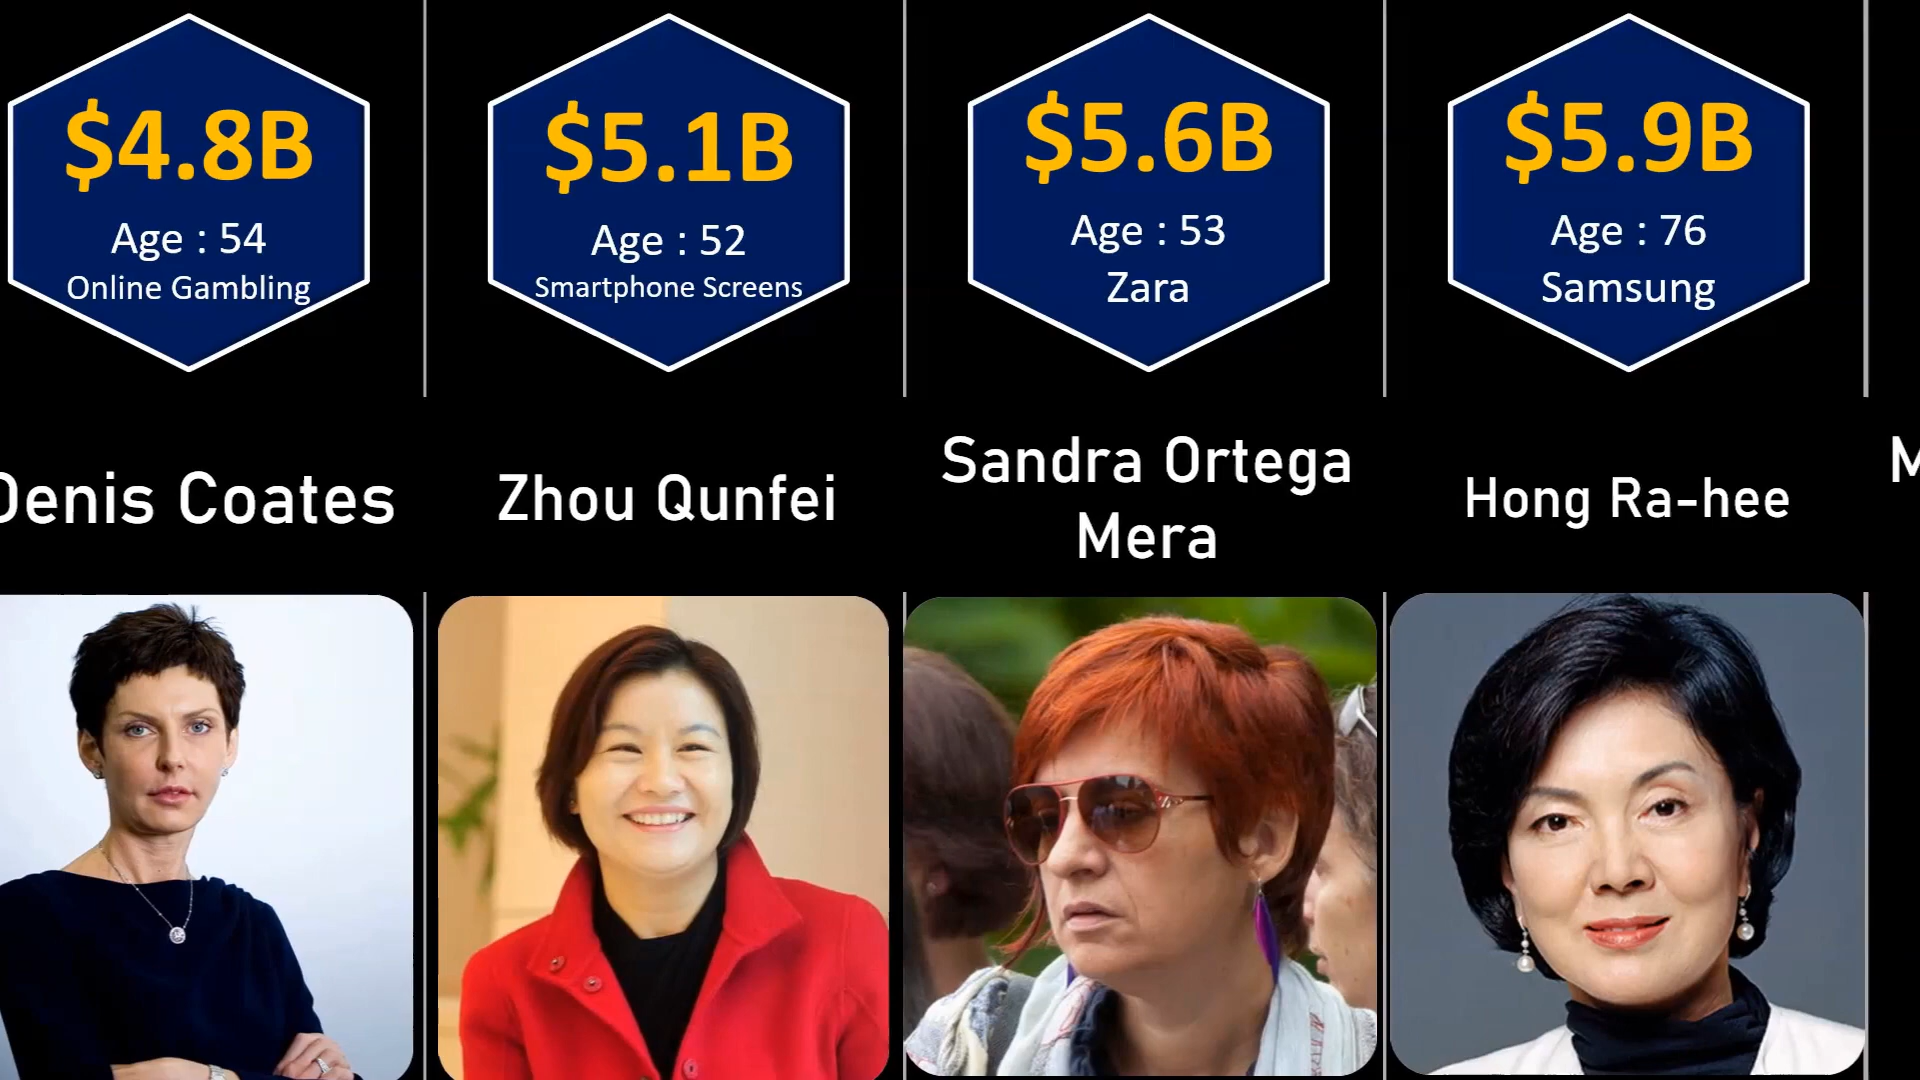 $4.8B
Age : 54
Online Gambling
Denis Coates
$5.1B
Age : 52
Smartphone Screens
Zhou Qunfei
$5.6B
Age : 53
Zara
Sandra Ortega
Mera
$5.9B
Age : 76
Samsung
Hong Ra-hee